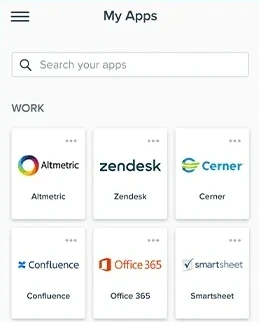 My Apps
Search your apps
WORK
Altmetric
zendesk
Cerner
Altmetric
Zendesk
Cerner
Confluence
Office 365
smartsheet
Confluence
Office 365
Smartsheet